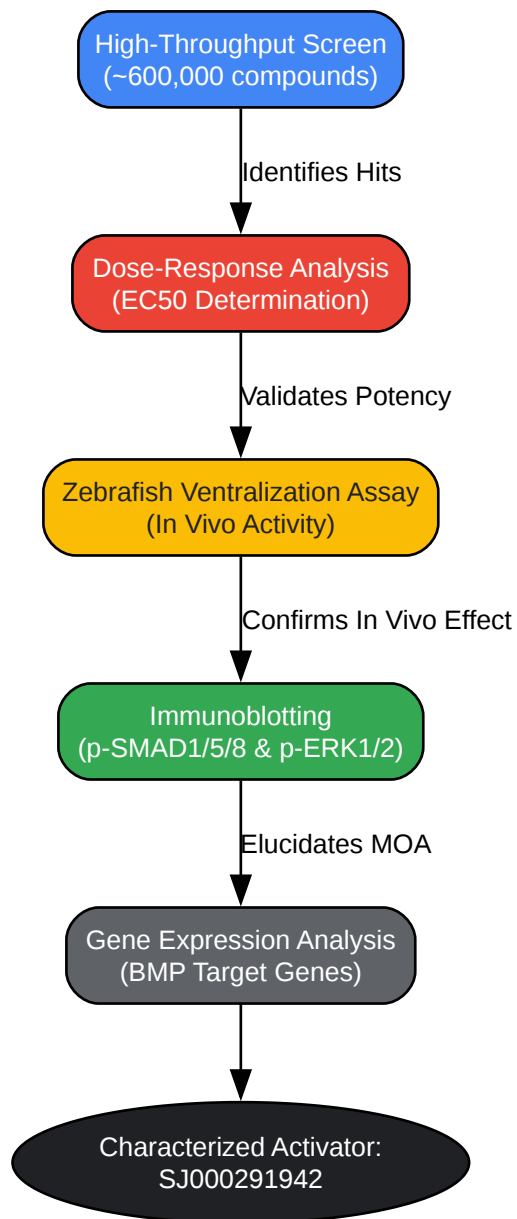 High-Throughput Screen
(~600,000 compounds)
Identifies Hits
Dose-Response Analysis
(EC50 Determination)
Validates Potency
Zebrafish Ventralization Assay
(In Vivo Activity)
Confirms In Vivo Effect
Immunoblotting
(p-SMAD1/5/8 & p-ERK1/2)
Elucidates MOA
Gene Expression Analysis
(BMP Target Genes)
Characterized Activator:
SJ000291942